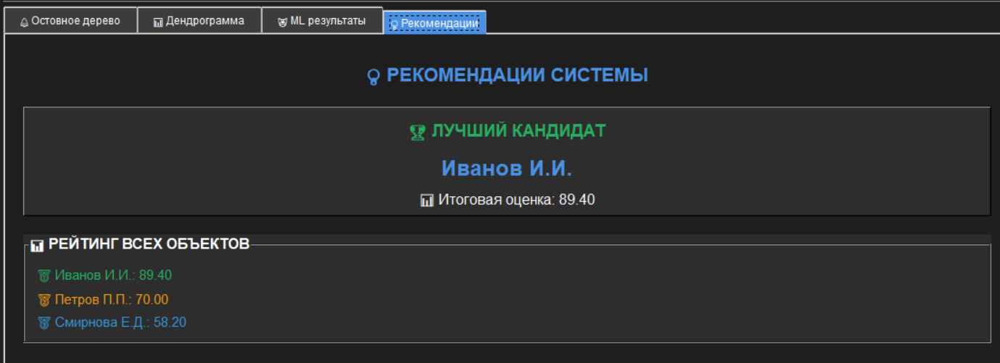 Остовное дерево
Дендрограмма
ML результаты
Рекомендации
РЕКОМЕНДАЦИИ СИСТЕМЫ
ЛУЧШИЙ КАНДИДАТ
Иванов И.И.
Итоговая оценка: 89.40
РЕЙТИНГ ВСЕХ ОБЪЕКТОВ
Иванов И.И.: 89.40
Петров П.П.: 70.00
Смирнова Е.Д.: 58.20